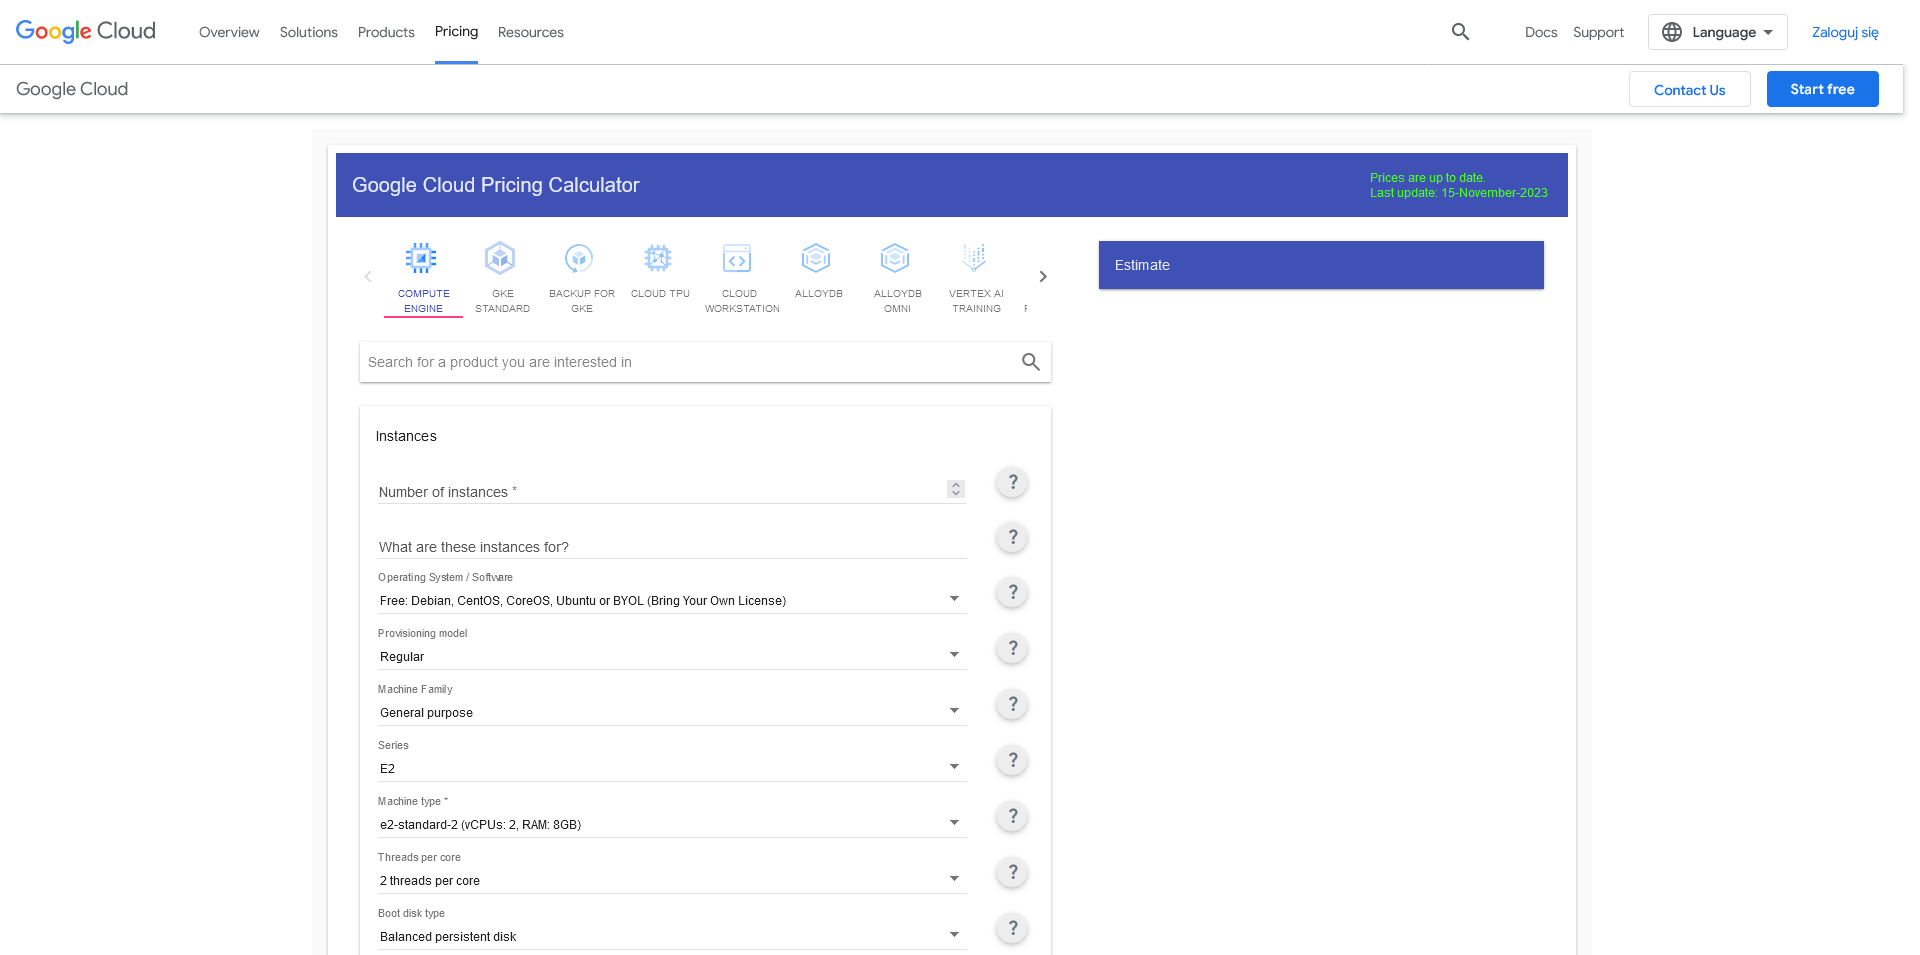 Google Cloud
Overview
Solutions
Products
Pricing
Resources
Docs
Support
Language
Zaloguj się
Google Cloud
Contact Us
Start free
Google Cloud Pricing Calculator
Prices are up to date.
Last update: 15-November-2023
COMPUTE
ENGINE
GKE
STANDARD
BACKUP FOR
GKE
CLOUD TPU
CLOUD
WORKSTATION
ALLOYDB
ALLOYDB
OMNI
VERTEX AI
TRAINING
Estimate
Search for a product you are interested in
Instances
Number of instances *
?
What are these instances for?
?
Operating System / Software
Free: Debian, CentOS, CoreOS, Ubuntu or BYOL (Bring Your Own License)
?
Provisioning model
Regular
?
Machine Family
General purpose
?
Series
E2
?
Machine type *
e2-standard-2 (vCPUs: 2, RAM: 8GB)
?
Threads per core
2 threads per core
?
Boot disk type
Balanced persistent disk
?